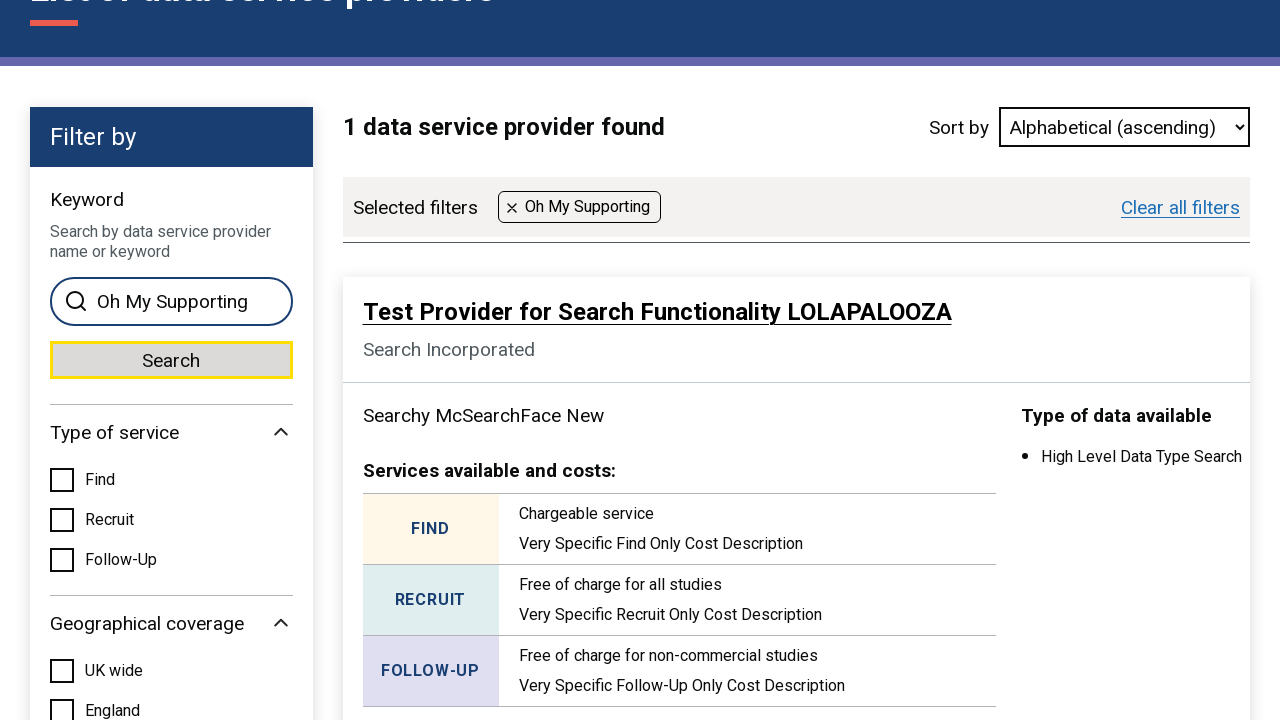 List of data service providers
Filter by
Keyword
Search by data service provider
name or keyword
Oh My Supporting
Search
Type of service
Find
Recruit
Follow-Up
Geographical coverage
UK wide
England
1 data service provider found
Sort by
Alphabetical (ascending)
Selected filters
Oh My Supporting
Clear all filters
Test Provider for Search Functionality LOLAPALOOZA
Search Incorporated
Searchy McSearchFace New
Services available and costs:
FIND
Chargeable service
Very Specific Find Only Cost Description
RECRUIT
Free of charge for all studies
Very Specific Recruit Only Cost Description
FOLLOW-UP
Free of charge for non-commercial studies
Very Specific Follow-Up Only Cost Description
Type of data available
High Level Data Type Search